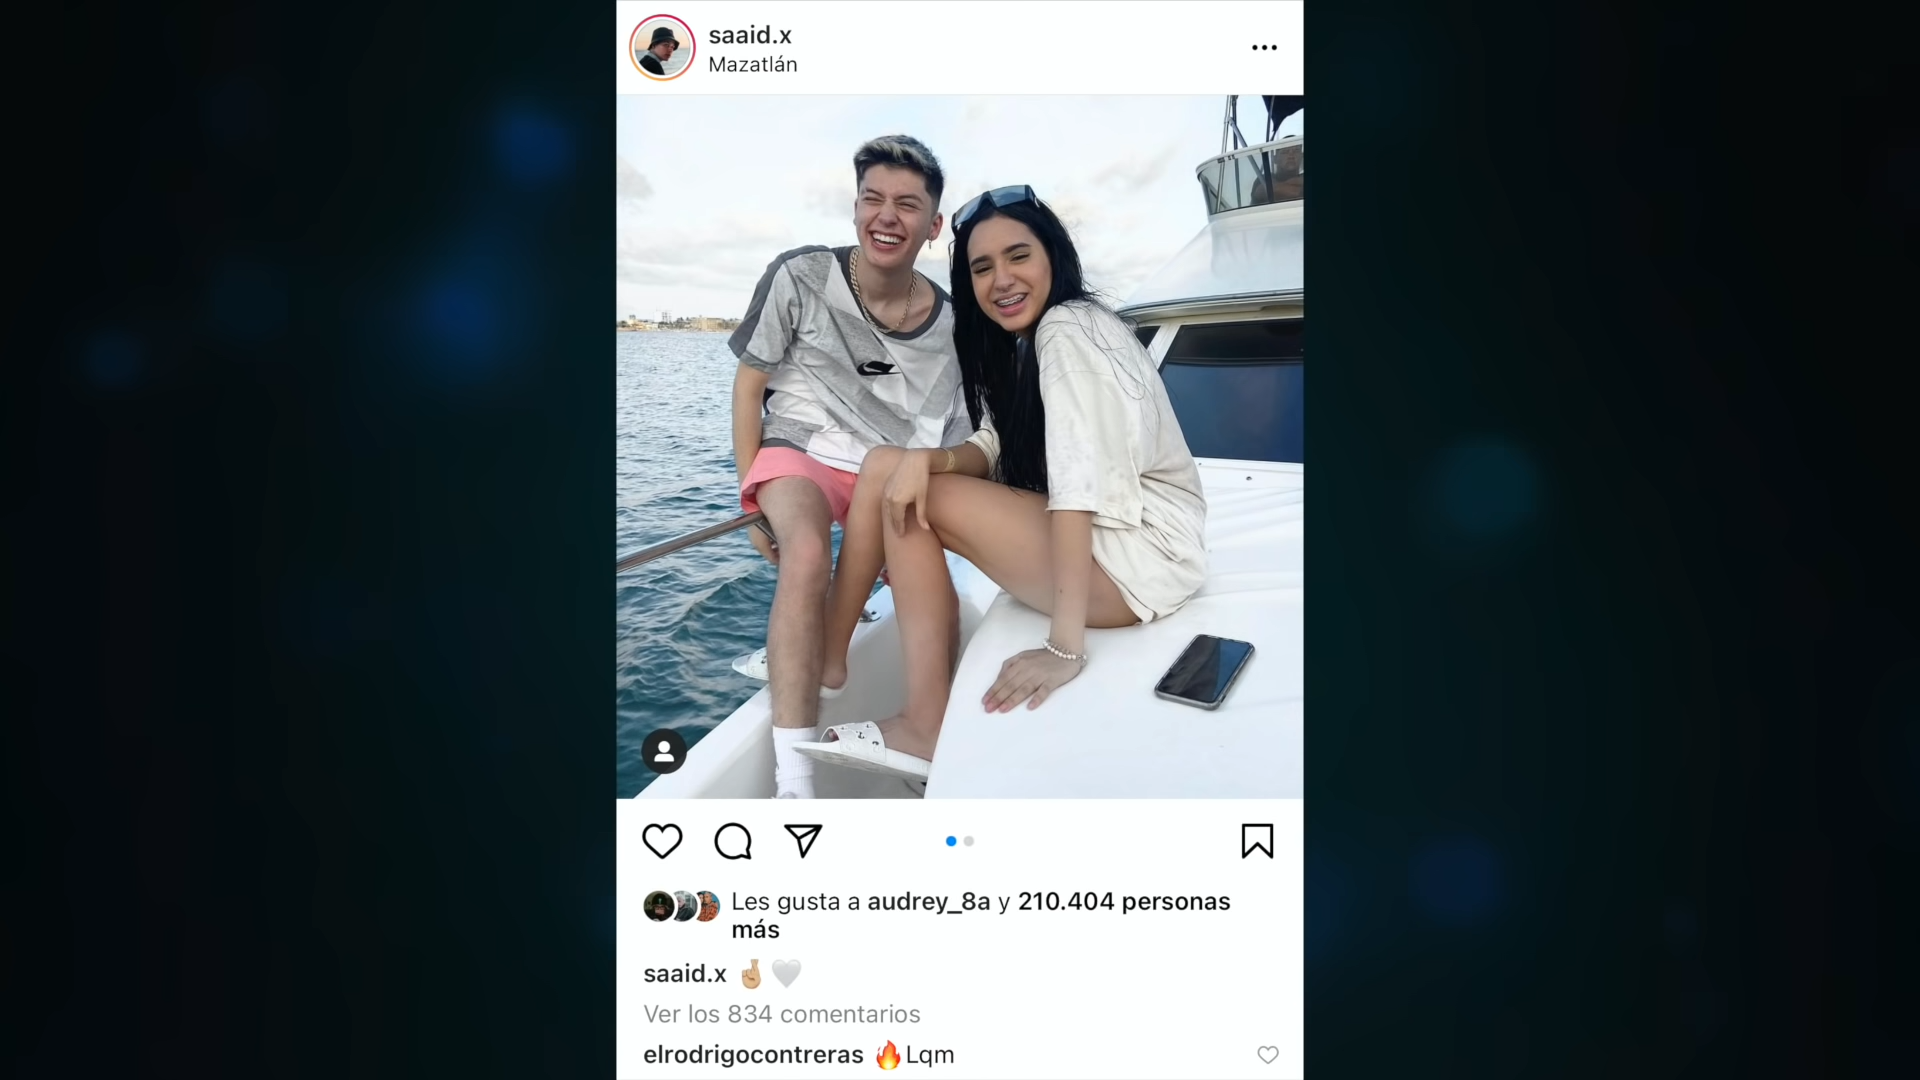 saaid.x
Mazatlán
Les gusta a audrey_8a y 210.404 personas
más
saaid.x 🤞🏼🤍
Ver los 834 comentarios
elrodrigocontreras 🔥Lqm